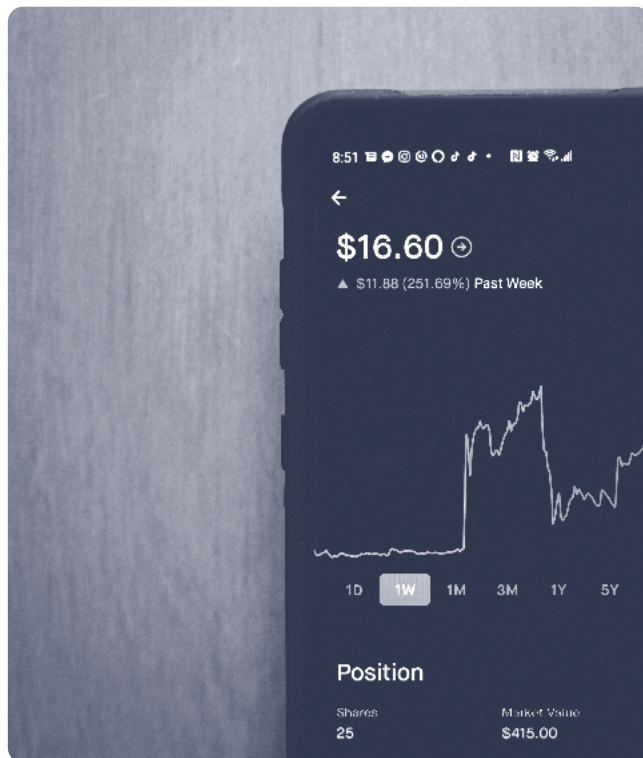 8:51
$16.60
▲ $11.88 (251.69%) Past Week
1D 1W 1M 3M 1Y 5Y
Position
Shares Market Value
25 $415.00